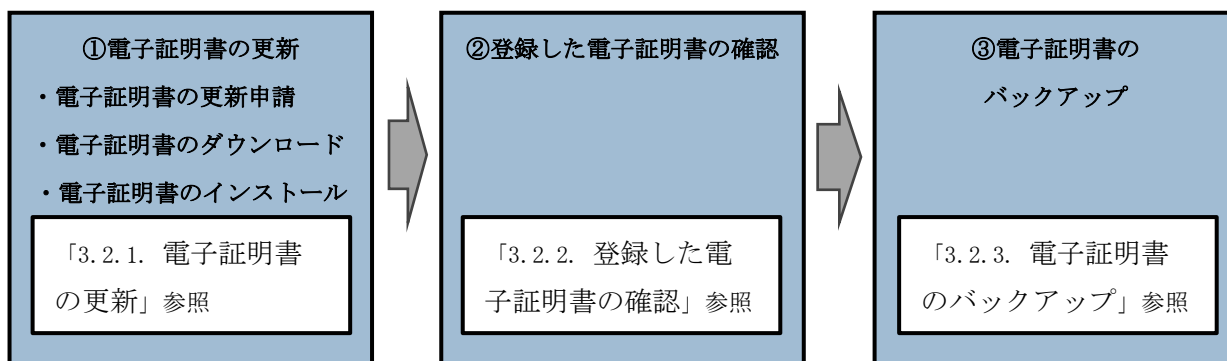 ①電子証明書の更新
・電子証明書の更新申請
・電子証明書のダウンロード
・電子証明書のインストール
「3.2.1. 電子証明書
の更新」参照
②登録した電子証明書の確認
「3.2.2. 登録した電
子証明書の確認」参照
③電子証明書の
バックアップ
「3.2.3. 電子証明書
のバックアップ」参照